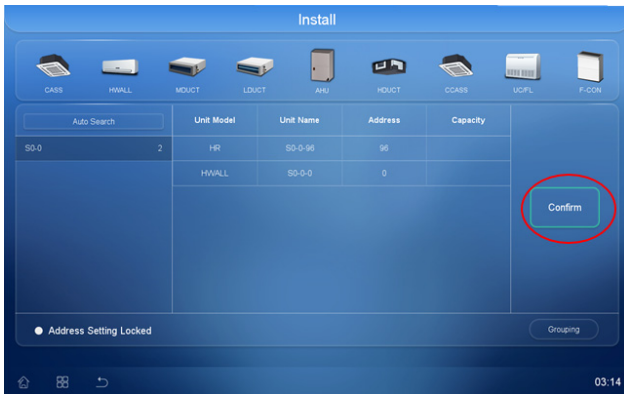 Install
CASS HWALL MDUCT LDUCT AHU HDUCT CCASS UC/FL F-CON
Auto Search Unit Model Unit Name Address Capacity
S0-0 2 HR S0-0-96 96
HWALL S0-0-0 0
Confirm
Address Setting Locked Grouping
03:14